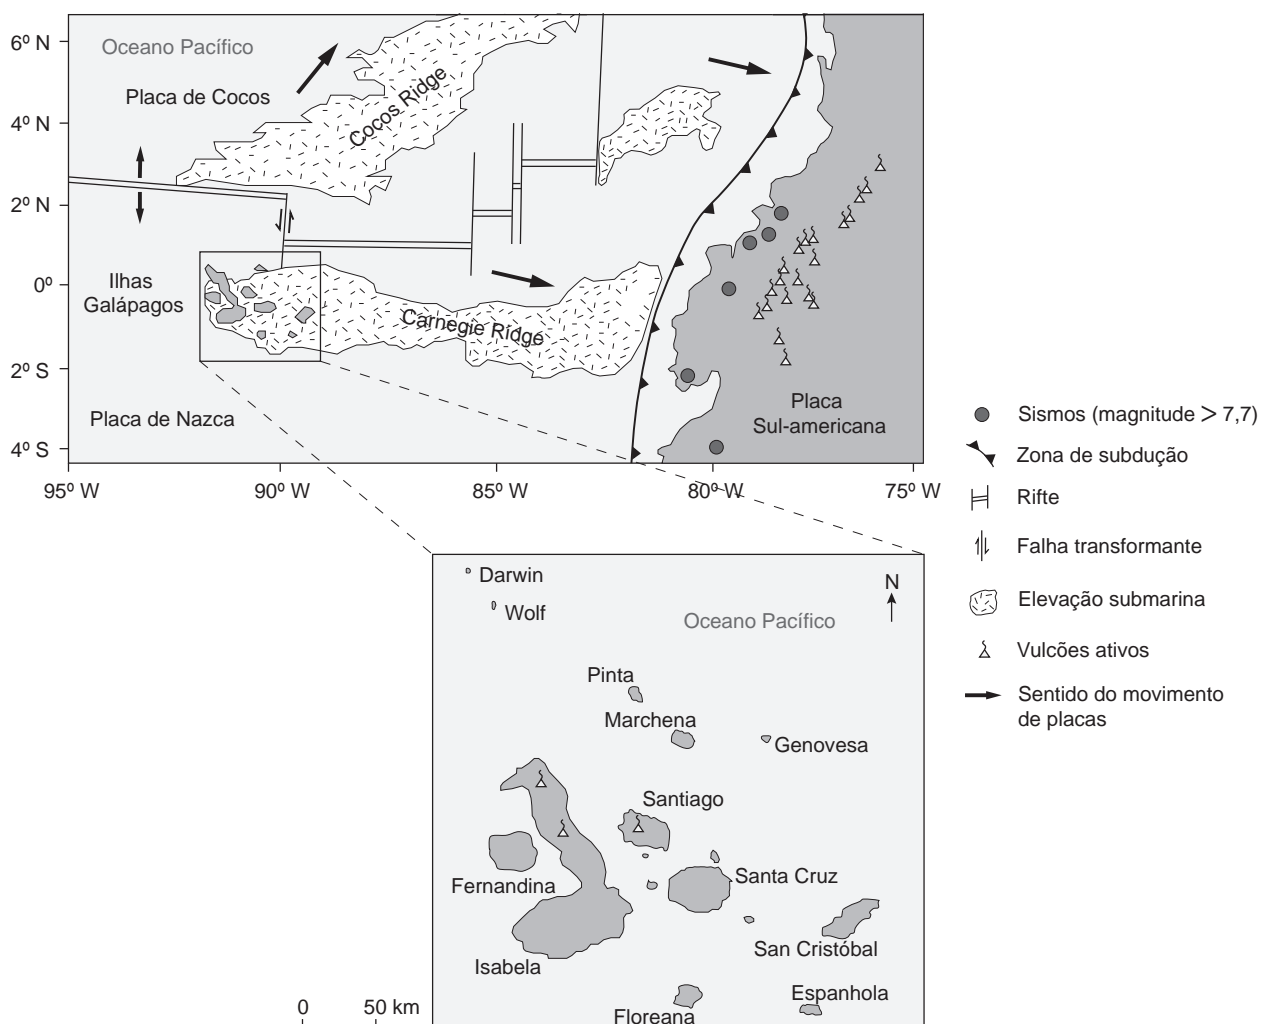 6º N
4º N
2º N
0º
2º S
4º S
95º W
90º W
85º W
80º W
75º W
Oceano Pacífico
Placa de Cocos
Cocos Ridge
Ilhas
Galápagos
Carnegie Ridge
Placa de Nazca
Placa
Sul-americana
Sismos (magnitude > 7,7)
Zona de subdução
Rifte
Falha transformante
Elevação submarina
Vulcões ativos
Sentido do movimento
de placas
Darwin
Wolf
N
Oceano Pacífico
Pinta
Marchena
Genovesa
Santiago
Fernandina
Santa Cruz
San Cristóbal
Isabela
Espanhola
Floreana
0 50 km